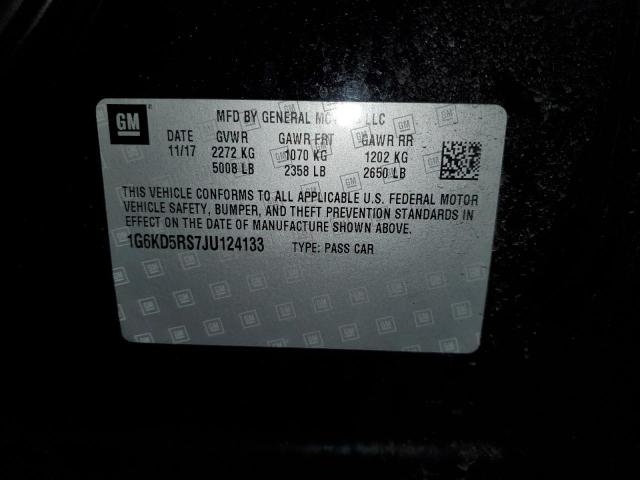 GM
MFD BY GENERAL MO LLC
DATE GVWR GAWR FRT GAWR RR
11/17 2272 KG 1070 KG 1202 KG
5008 LB 2358 LB 2650 LB
THIS VEHICLE CONFORMS TO ALL APPLICABLE U.S. FEDERAL MOTOR
VEHICLE SAFETY, BUMPER, AND THEFT PREVENTION STANDARDS IN
EFFECT ON THE DATE OF MANUFACTURE SHOWN ABOVE.
1G6KD5RS7JU124133 TYPE: PASS CAR